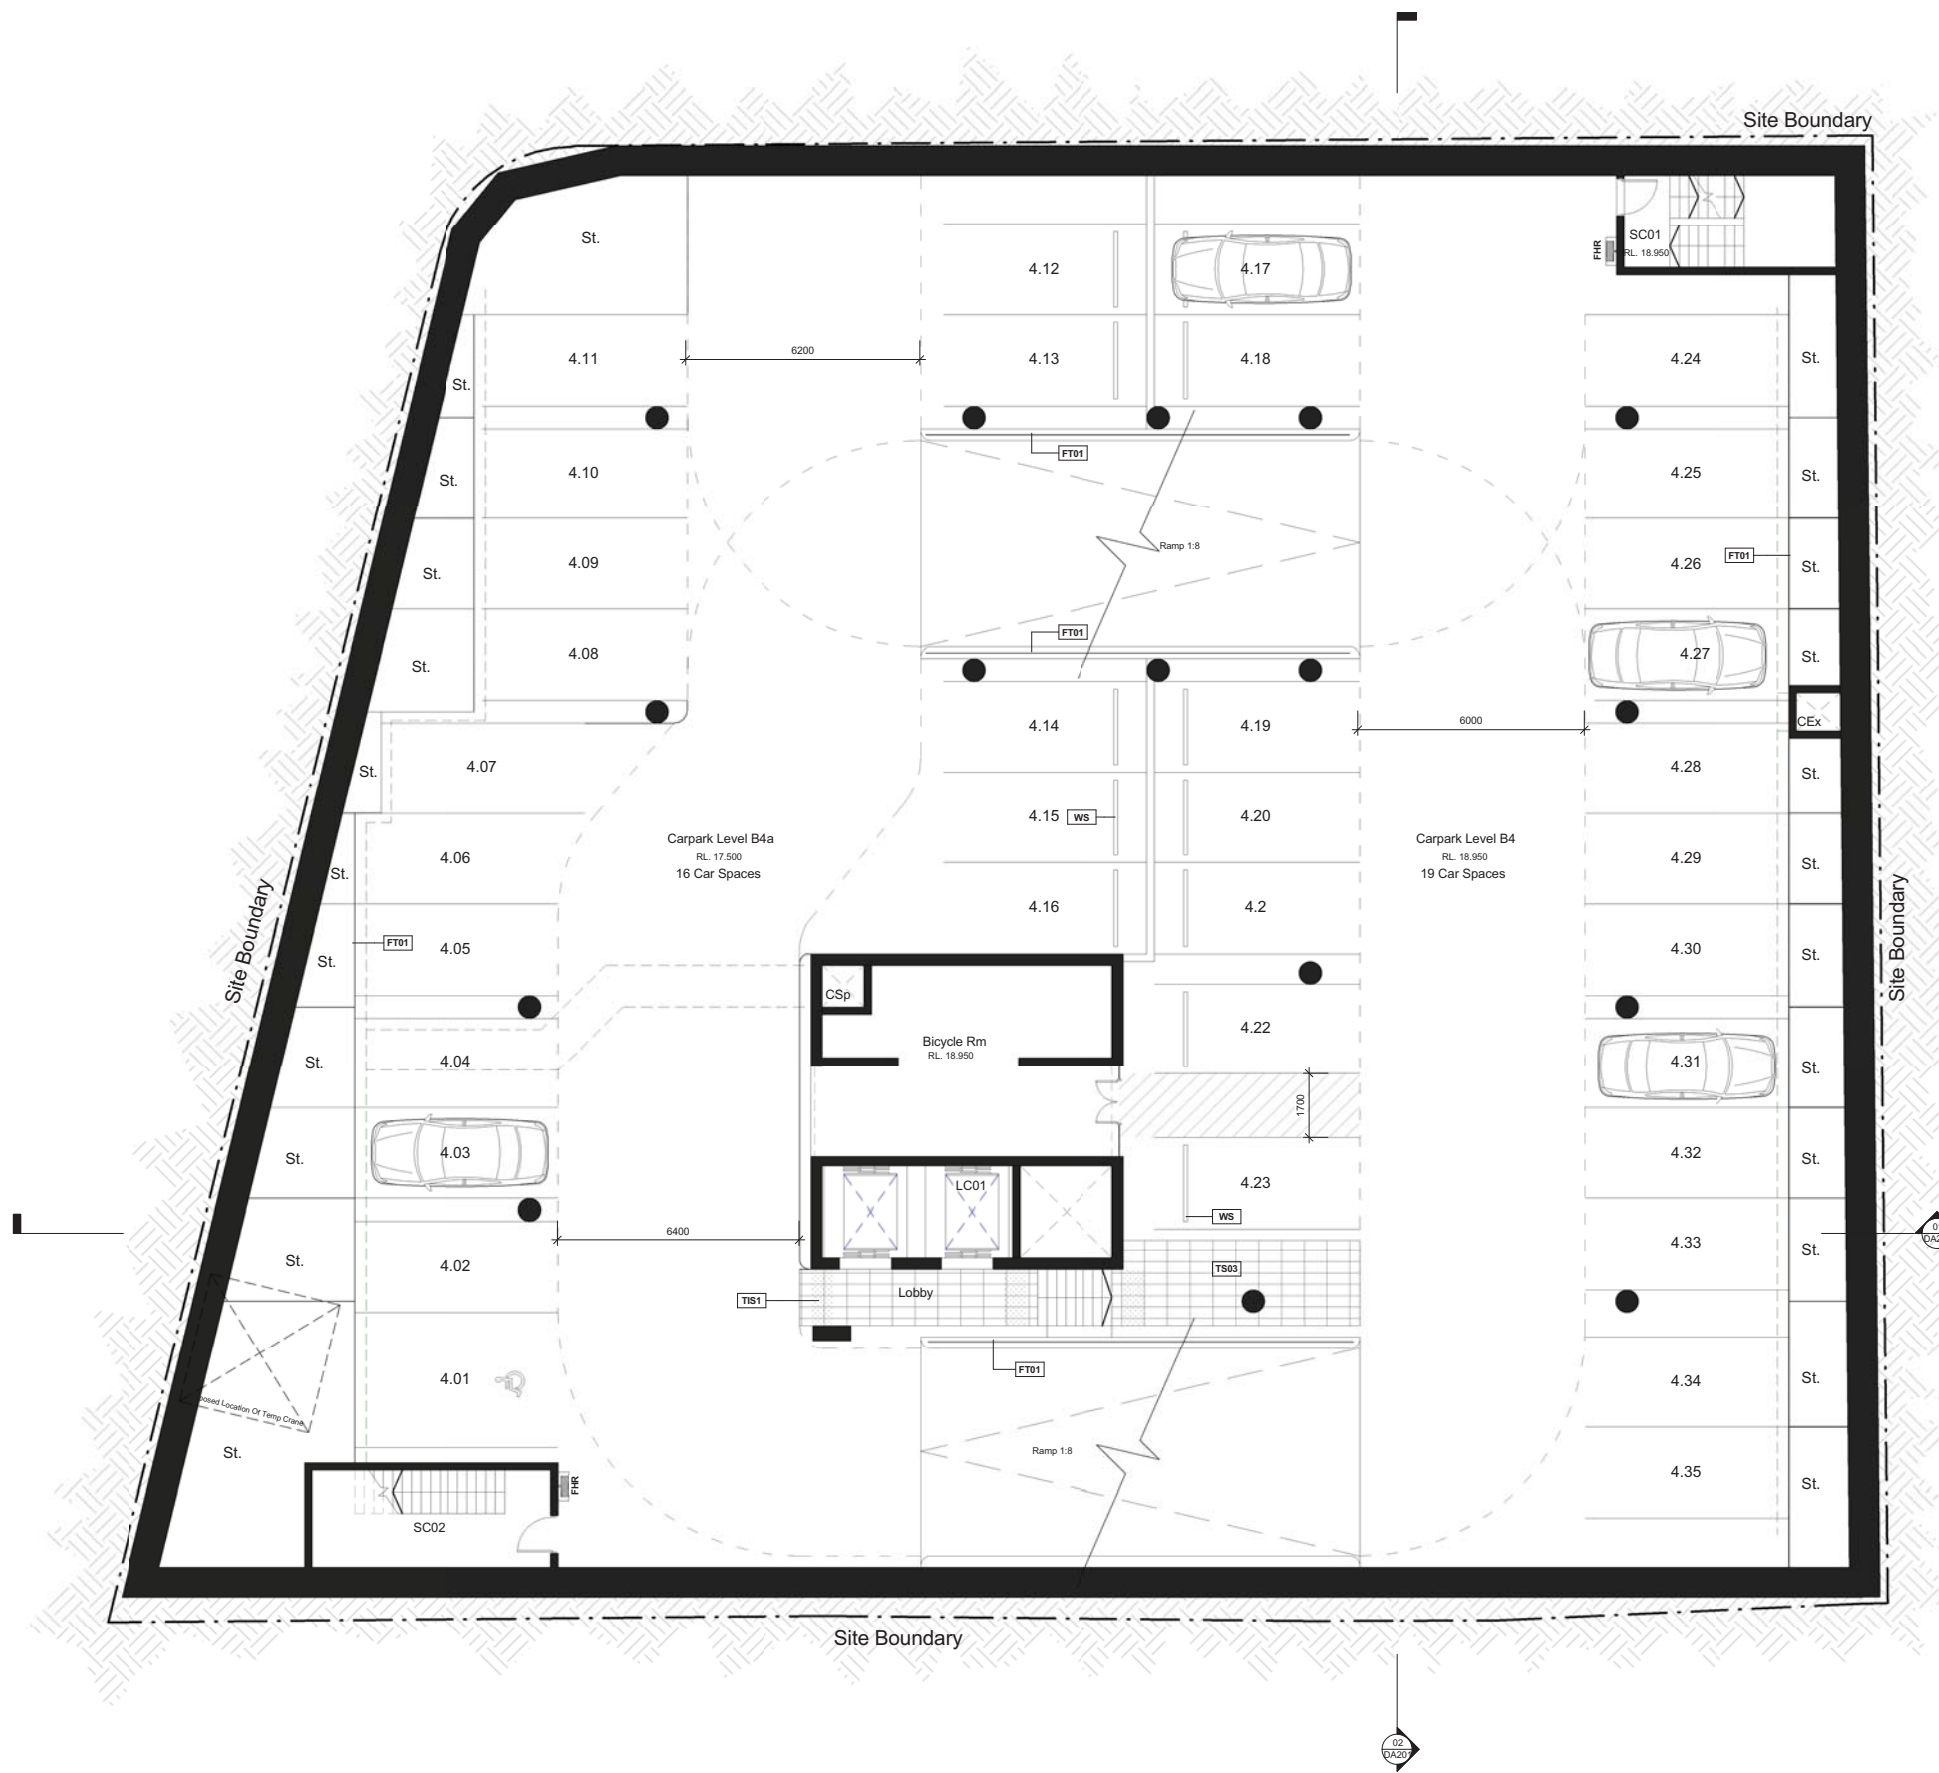 Site Boundary
St.
4.12
4.17
SC01
RL. 18.950
FHR
4.11
6200
4.13
4.18
4.24
St.
St.
FT01
4.10
4.25
St.
St.
Ramp 1:8
4.09
4.26
FT01
St.
St.
FT01
4.08
4.27
St.
St.
CEx
4.14
4.19
6000
4.07
4.28
St.
St.
4.15
WS
4.20
Carpark Level B4a
RL. 17.500
16 Car Spaces
Carpark Level B4
RL. 18.950
19 Car Spaces
4.06
4.29
St.
St.
4.16
4.2
Site Boundary
Site Boundary
FT01
4.05
4.30
St.
St.
CSp
Bicycle Rm
RL. 18.950
4.22
4.04
4.31
St.
St.
1700
4.03
4.32
St.
St.
LC01
4.23
WS
6400
4.02
4.33
St.
St.
TS03
TIS1
Lobby
FT01
4.01
4.34
St.
Location Of Temp Crane
St.
Ramp 1:8
4.35
St.
FHR
SC02
Site Boundary
02